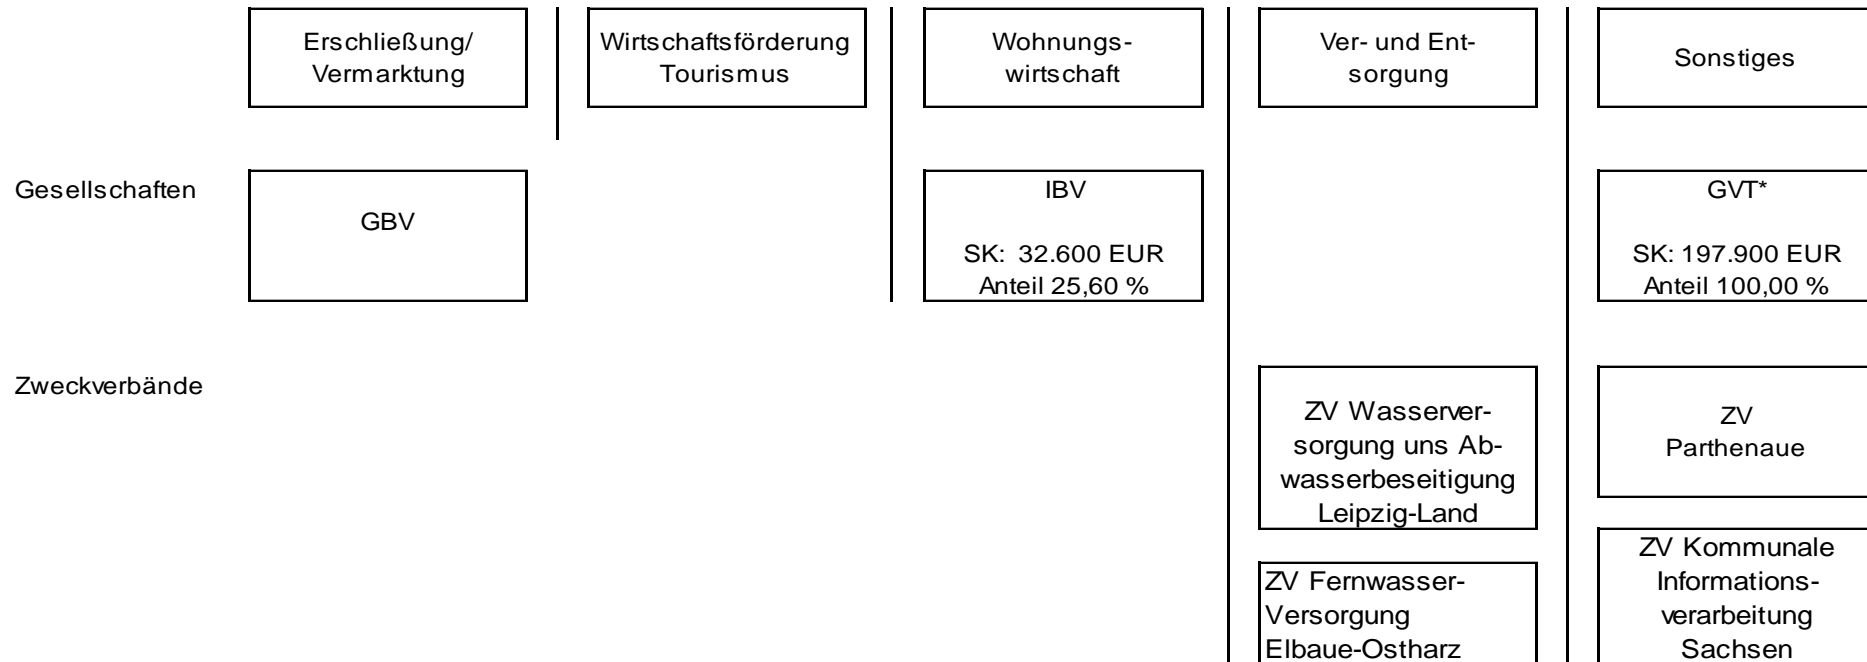 Erschließung/
Vermarktung
Wirtschaftsförderung
Tourismus
Wohnungs-
wirtschaft
Ver- und Ent-
sorgung
Sonstiges
Gesellschaften
GBV
IBV
SK: 32.600 EUR
Anteil 25,60 %
GVT*
SK: 197.900 EUR
Anteil 100,00 %
Zweckverbände
ZV Wasserver-
sorgung uns Ab-
wasserbeseitigung
Leipzig-Land
ZV
Parthenaue
ZV Fernwasser-
Versorgung
Elbaue-Ostharz
ZV Kommunale
Informations-
verarbeitung
Sachsen